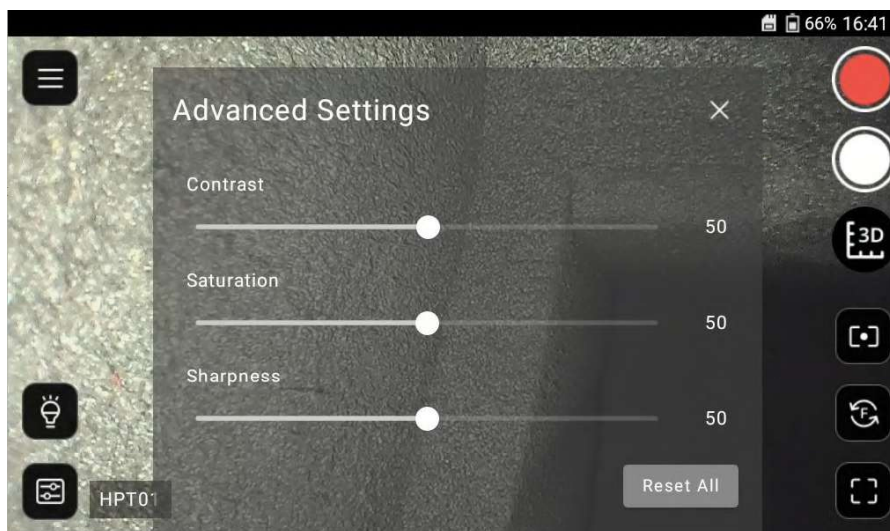 66% 16:41
Advanced Settings
Contrast
50
3D
Saturation
50
Sharpness
50
F
HPT01
Reset All